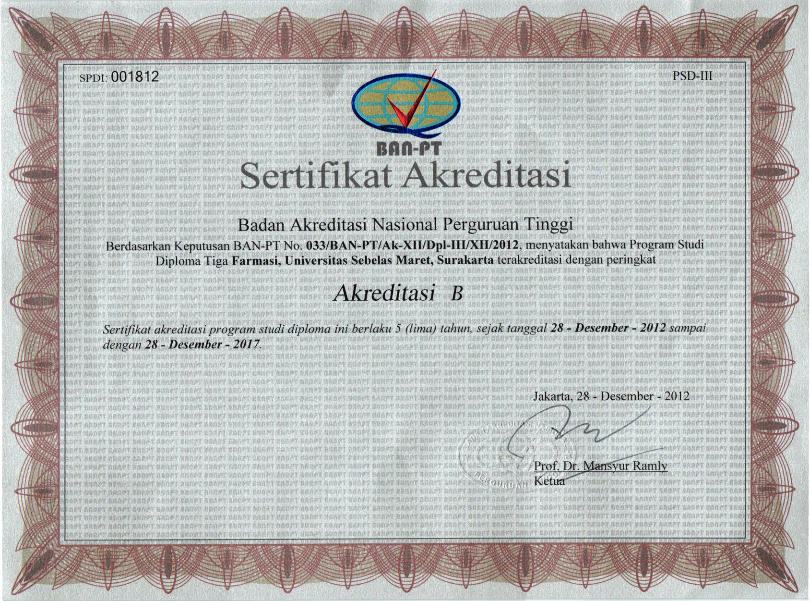 SPDI: 001812
PSD-III
BAN-PT
Sertifikat Akreditasi
Badan Akreditasi Nasional Perguruan Tinggi
Berdasarkan Keputusan BAN-PT No. 033/BAN-PT/Ak-XII/Dpl-III/XII/2012, menyatakan bahwa Program Studi
Diploma Tiga Farmasi, Universitas Sebelas Maret, Surakarta terakreditasi dengan peringkat
Akreditasi B
Sertifikat akreditasi program studi diploma ini berlaku 5 (lima) tahun, sejak tanggal 28 - Desember - 2012 sampai
dengan 28 - Desember - 2017.
Jakarta, 28 - Desember - 2012
Prof. Dr. Mansyur Ramly
Ketua